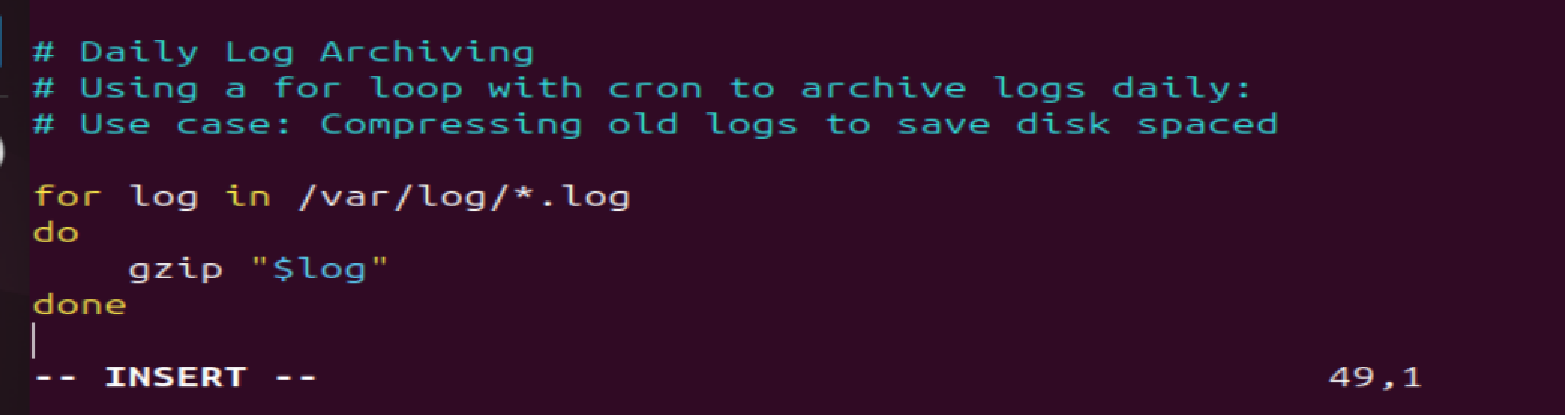 # Daily Log Archiving
# Using a for loop with cron to archive logs daily:
# Use case: Compressing old logs to save disk spaced
for log in /var/log/*.log
do
    gzip "$log"
done
-- INSERT -- 49,1